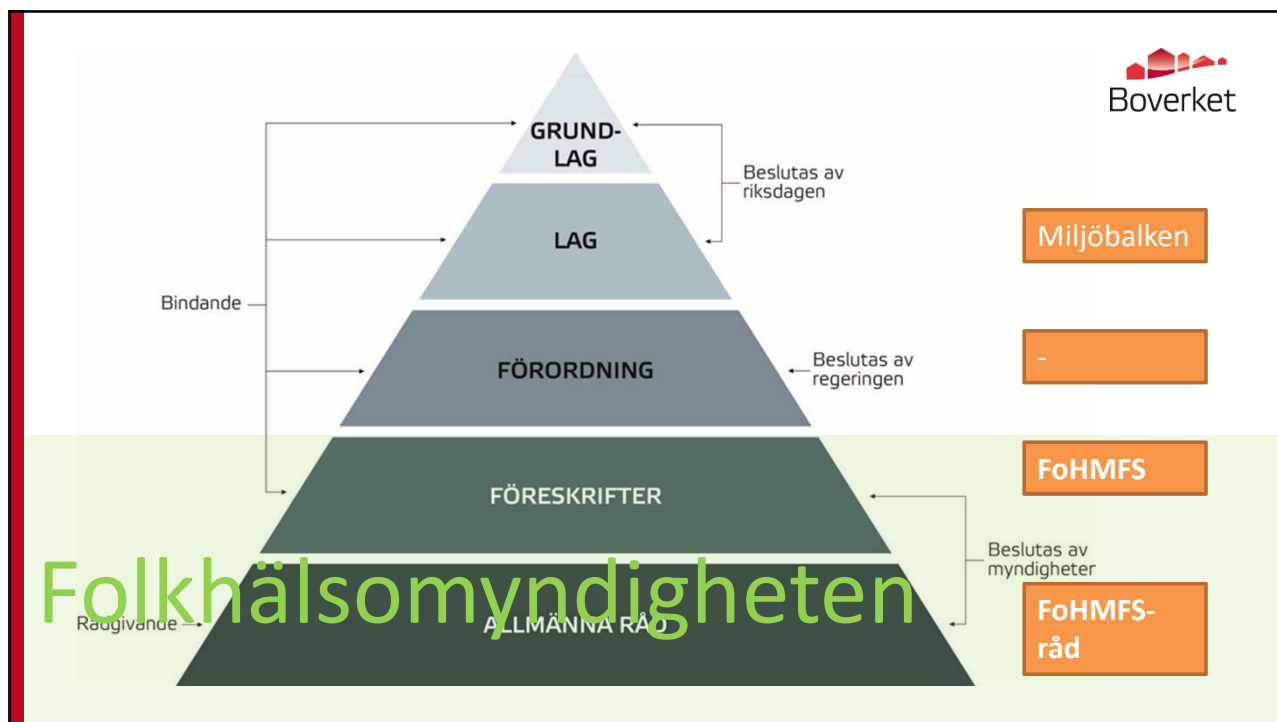 Boverket
GRUND-
LAG
Beslutas av
riksdagen
LAG
Miljöbalken
Bindande
FÖRORDNING
Beslutas av
regeringen
-
FoHMFS
FÖRESKRIFTER
Beslutas av
myndigheter
Folkhälsomyndigheten
Rådgivande
ALLMÄNNA RÅD
FoHMFS-
råd